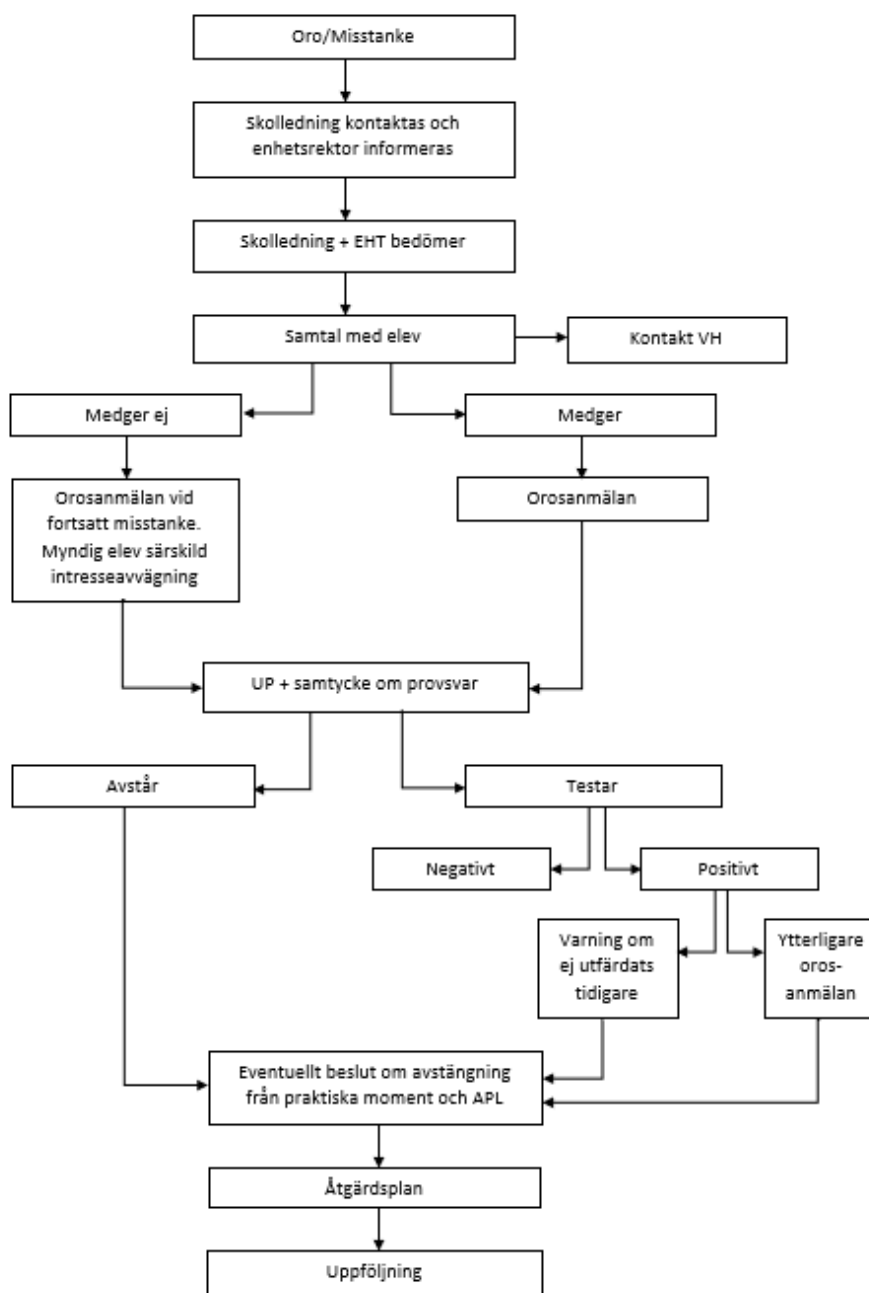 Oro/Misstanke
Skolledning kontaktas och
enhetsrektor informeras
Skolledning + EHT bedömer
Samtal med elev
Kontakt VH
Medger ej
Medger
Orosanmälan vid
fortsatt misstanke.
Myndig elev särskild
intresseavvägning
Orosanmälan
UP + samtycke om provsvar
Avstår
Testar
Negativt
Positivt
Varning om
ej utfärdats
tidigare
Ytterligare
oros-
anmälan
Eventuellt beslut om avstängning
från praktiska moment och APL
Åtgärdsplan
Uppföljning